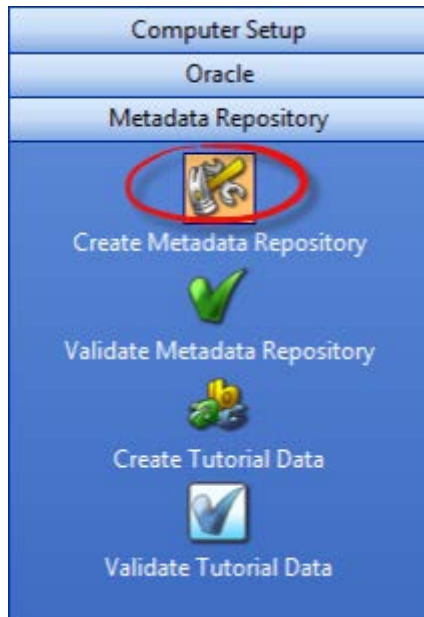 Computer Setup
Oracle
Metadata Repository
Create Metadata Repository
Validate Metadata Repository
Create Tutorial Data
Validate Tutorial Data